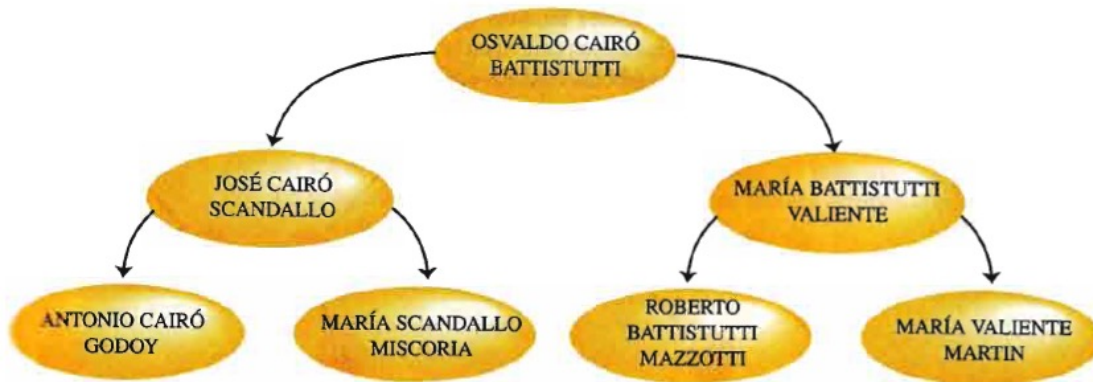 OSVALDO CAIRÓ
BATTISTUTTI
JOSÉ CAIRÓ
SCANDALLO
MARÍA BATTISTUTTI
VALIENTE
ANTONIO CAIRÓ
GODOY
MARÍA SCANDALLO
MISCORIA
ROBERTO
BATTISTUTTI
MAZZOTTI
MARÍA VALIENTE
MARTIN